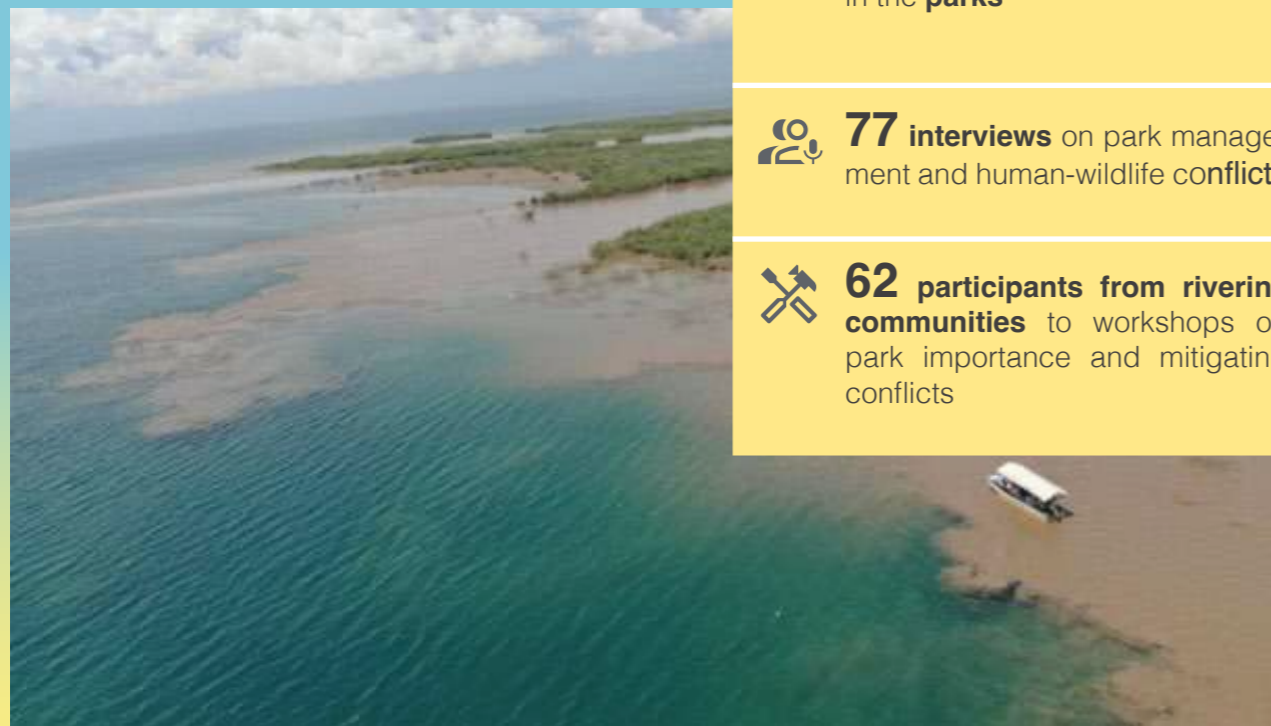 in the parks
77 interviews on park manage
ment and human-wildlife conflict
62 participants from riverin
communities to workshops o
park importance and mitigatin
conflicts